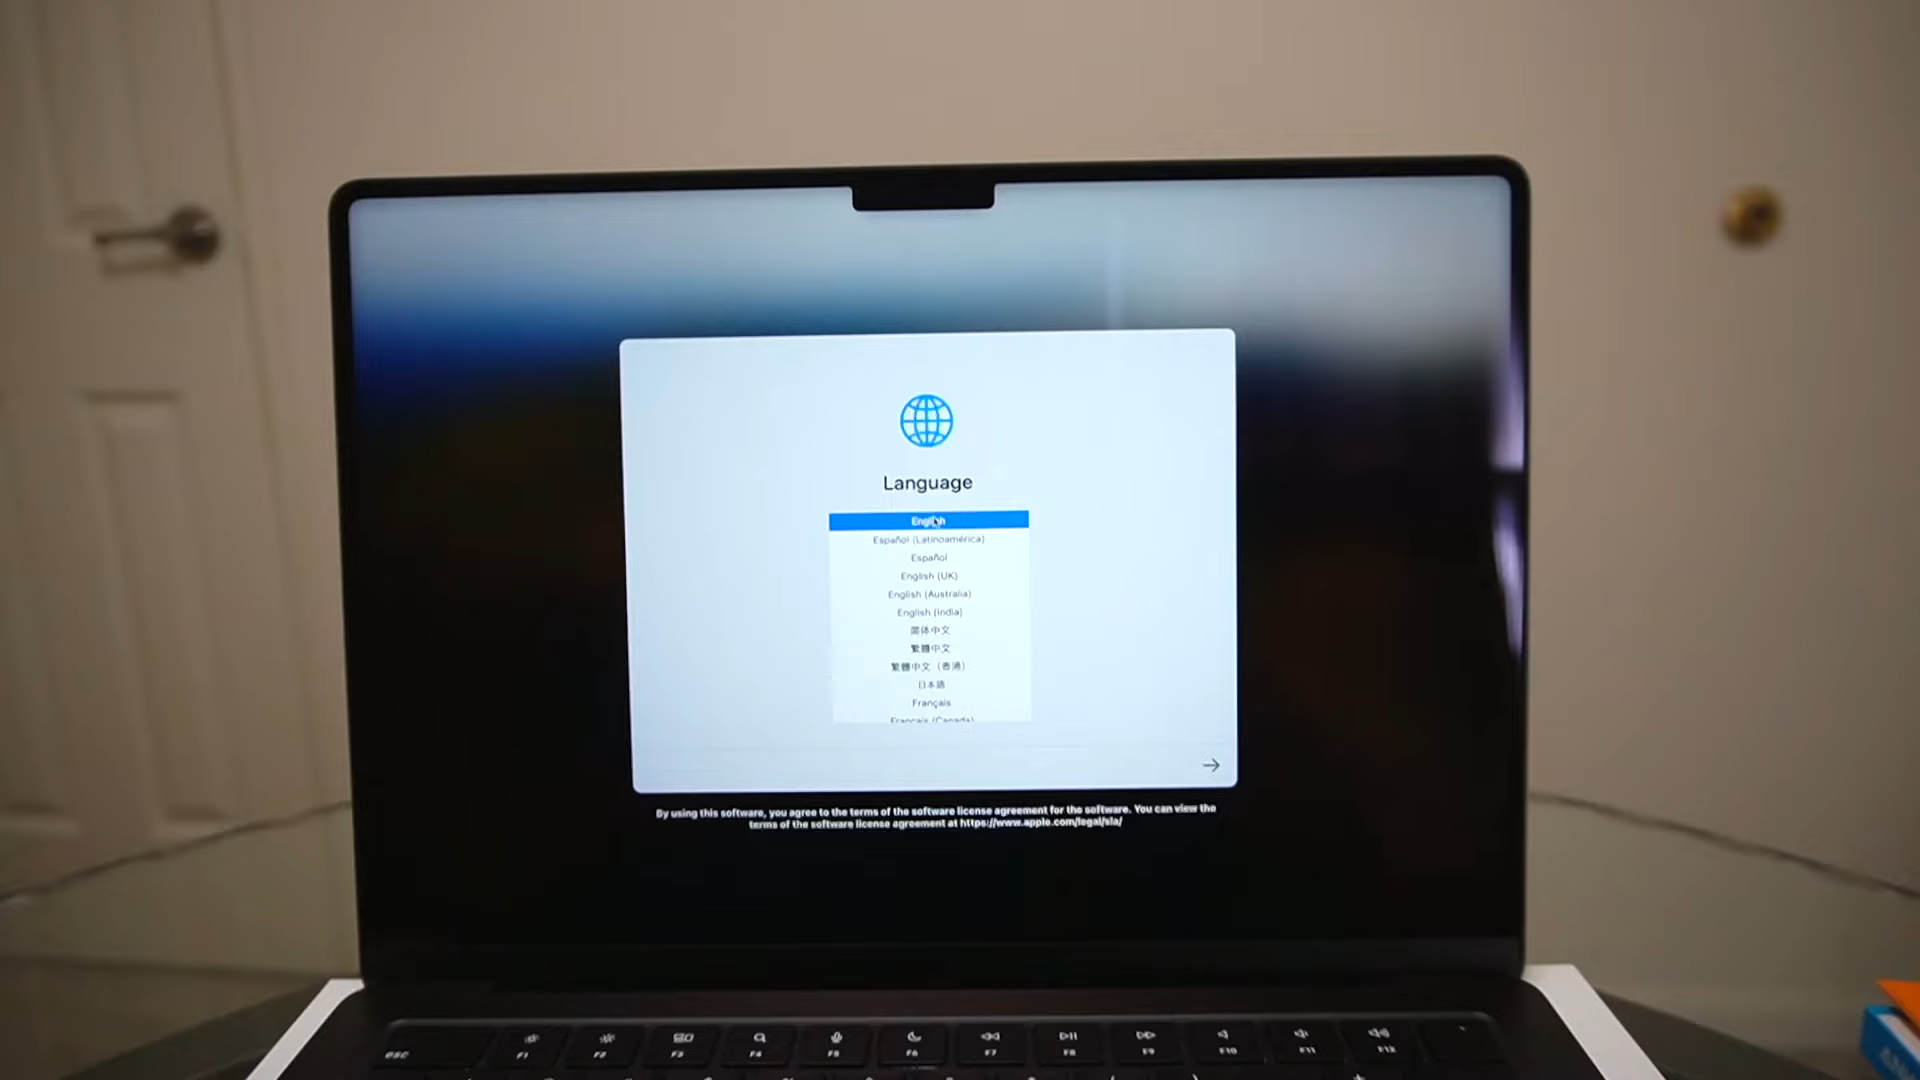 Language
English
Español (Latinoamérica)
Español
English (UK)
English (Australia)
English (India)
简体中文
繁體中文
繁體中文（香港）
日本語
Français
Français (Canada)
By using this software, you agree to the terms of the software license agreement for the software. You can view the
terms of the software license agreement at https://www.apple.com/legal/sla/
esc
F1
F2
F3
F4
F5
F6
F7
F8
F9
F10
F11
F12